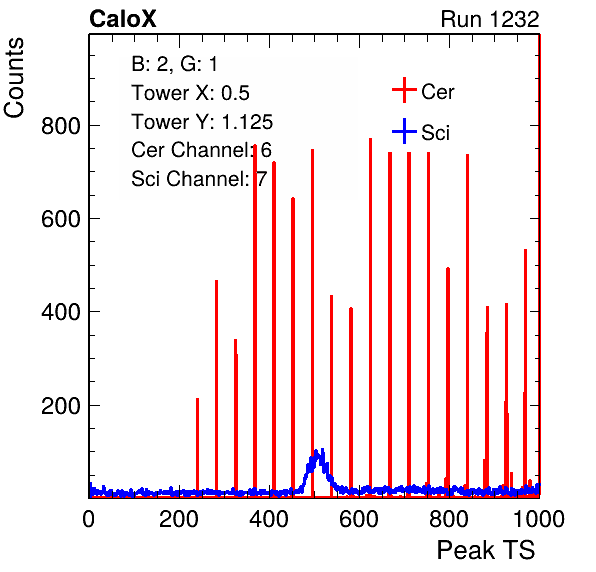 CaloX
Run 1232
Counts
B: 2, G: 1
Tower X: 0.5
Tower Y: 1.125
Cer Channel: 6
Sci Channel: 7
Cer
Sci
800
600
400
200
0 200 400 600 800 1000
Peak TS